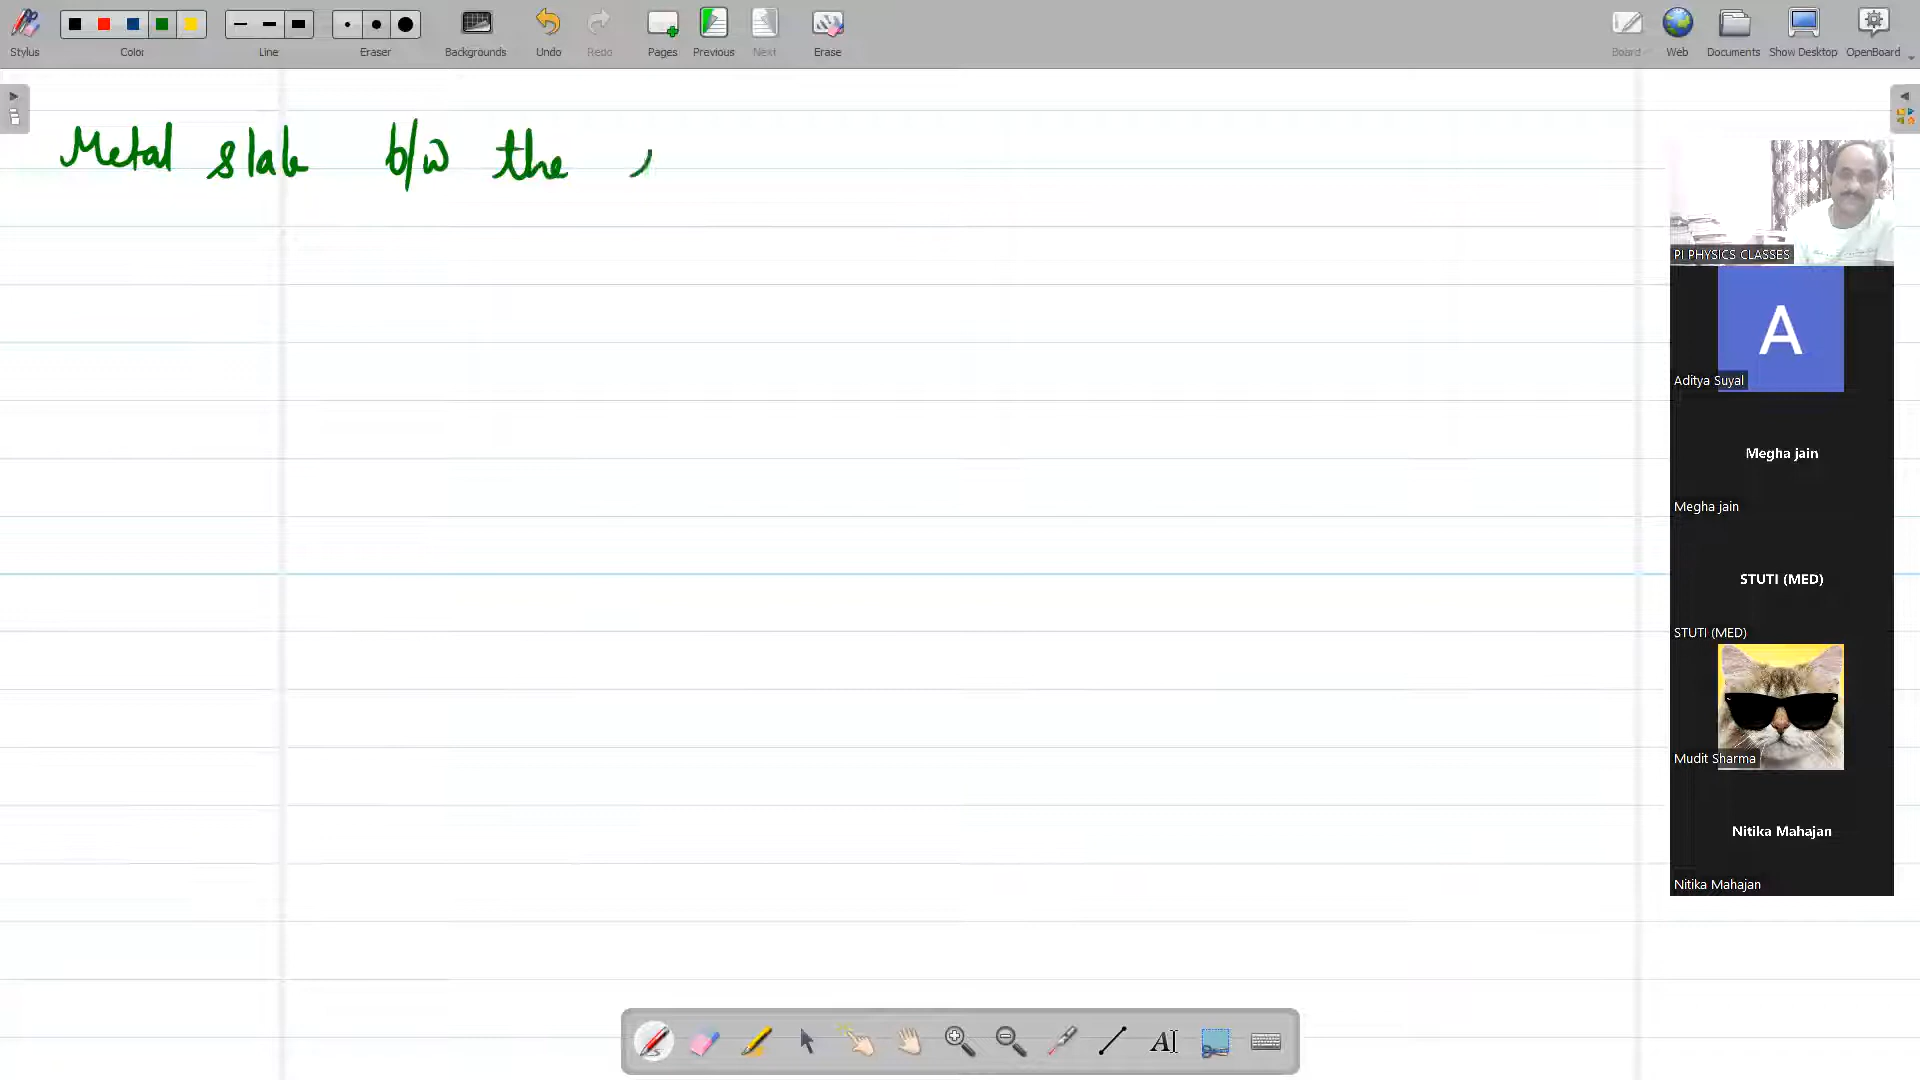 Stylus Color Line Eraser Backgrounds Undo Redo Pages Previous Next Erase Board Web Documents Show Desktop OpenBoard
Metal slab b/w the
PI PHYSICS CLASSES
A
Aditya Suyal
Megha jain
Megha jain
STUTI (MED)
STUTI (MED)
Mudit Sharma
Nitika Mahajan
Nitika Mahajan